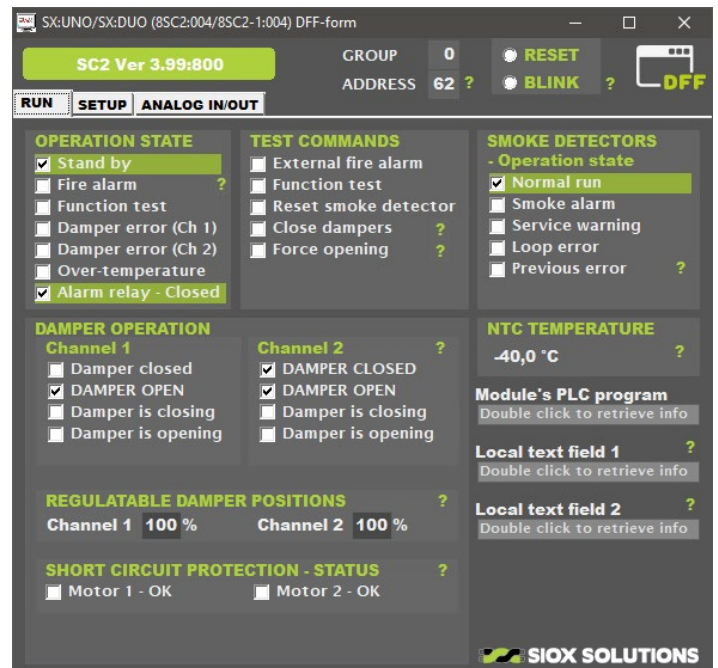 SX:UNO/SX:DUO (8SC2:004/8SC2-1:004) DFF-form
SC2 Ver 3.99:800
GROUP 0
ADDRESS 62 ?
RESET
BLINK ?
DFF
RUN SETUP ANALOG IN/OUT
OPERATION STATE
Stand by
Fire alarm ?
Function test
Damper error (Ch 1)
Damper error (Ch 2)
Over-temperature
Alarm relay - Closed
TEST COMMANDS
External fire alarm
Function test
Reset smoke detector
Close dampers ?
Force opening ?
SMOKE DETECTORS
- Operation state
Normal run
Smoke alarm
Service warning
Loop error
Previous error ?
DAMPER OPERATION
Channel 1
Damper closed
DAMPER OPEN
Damper is closing
Damper is opening
Channel 2 ?
DAMPER CLOSED
DAMPER OPEN
Damper is closing
Damper is opening
NTC TEMPERATURE
-40,0 °C ?
Module's PLC program
Double click to retrieve info
Local text field 1 ?
Double click to retrieve info
Local text field 2 ?
Double click to retrieve info
REGULATABLE DAMPER POSITIONS ?
Channel 1 100 % Channel 2 100 %
SHORT CIRCUIT PROTECTION - STATUS ?
Motor 1 - OK Motor 2 - OK
SIOX SOLUTIONS